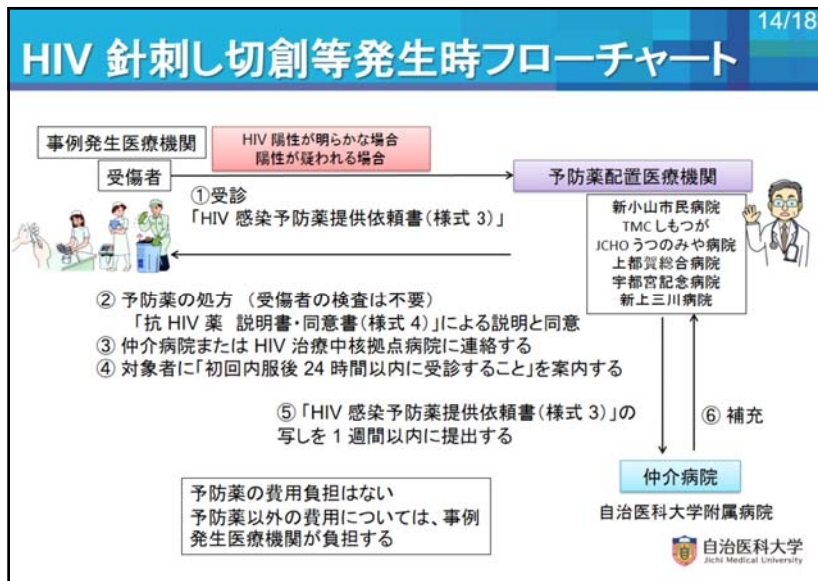 14/18
HIV 針刺し切創等発生時フローチャート
事例発生医療機関
HIV 陽性が明らかな場合
陽性が疑われる場合
受傷者
予防薬配置医療機関
①受診
「HIV 感染予防薬提供依頼書(様式 3)」
新小山市民病院
TMC しもつが
JCHO うつのみや病院
上都賀総合病院
宇都宮記念病院
新上三川病院
② 予防薬の処方 (受傷者の検査は不要)
「抗 HIV 薬 説明書・同意書(様式 4)」による説明と同意
③ 仲介病院または HIV 治療中核拠点病院に連絡する
④ 対象者に「初回内服後 24 時間以内に受診すること」を案内する
⑤ 「HIV 感染予防薬提供依頼書(様式 3)」の
写しを 1 週間以内に提出する
⑥ 補充
仲介病院
自治医科大学附属病院
予防薬の費用負担はない
予防薬以外の費用については、事例
発生医療機関が負担する
自治医科大学
Jichi Medical University